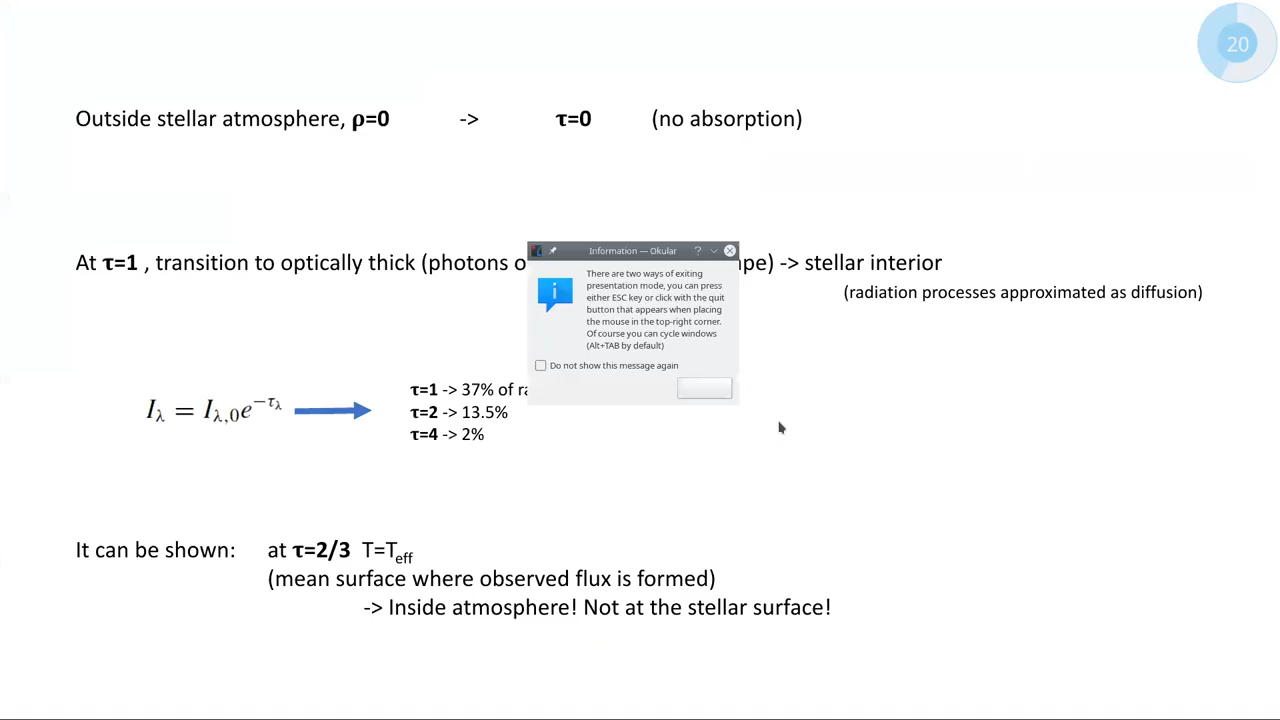 20
Outside stellar atmosphere, ρ=0 -> τ=0 (no absorption)
At τ=1 , transition to optically thick (photons -> stellar interior
(radiation processes approximated as diffusion)
Information — Okular
There are two ways of exiting
presentation mode, you can press
either ESC key or click with the quit
button that appears when placing
the mouse in the top-right corner.
Of course you can cycle windows
(Alt+TAB by default)
Do not show this message again
τ=1 -> 37% of
Iλ = Iλ,0e−τλ
τ=2 -> 13.5%
τ=4 -> 2%
It can be shown: at τ=2/3 T=Teff
(mean surface where observed flux is formed)
-> Inside atmosphere! Not at the stellar surface!